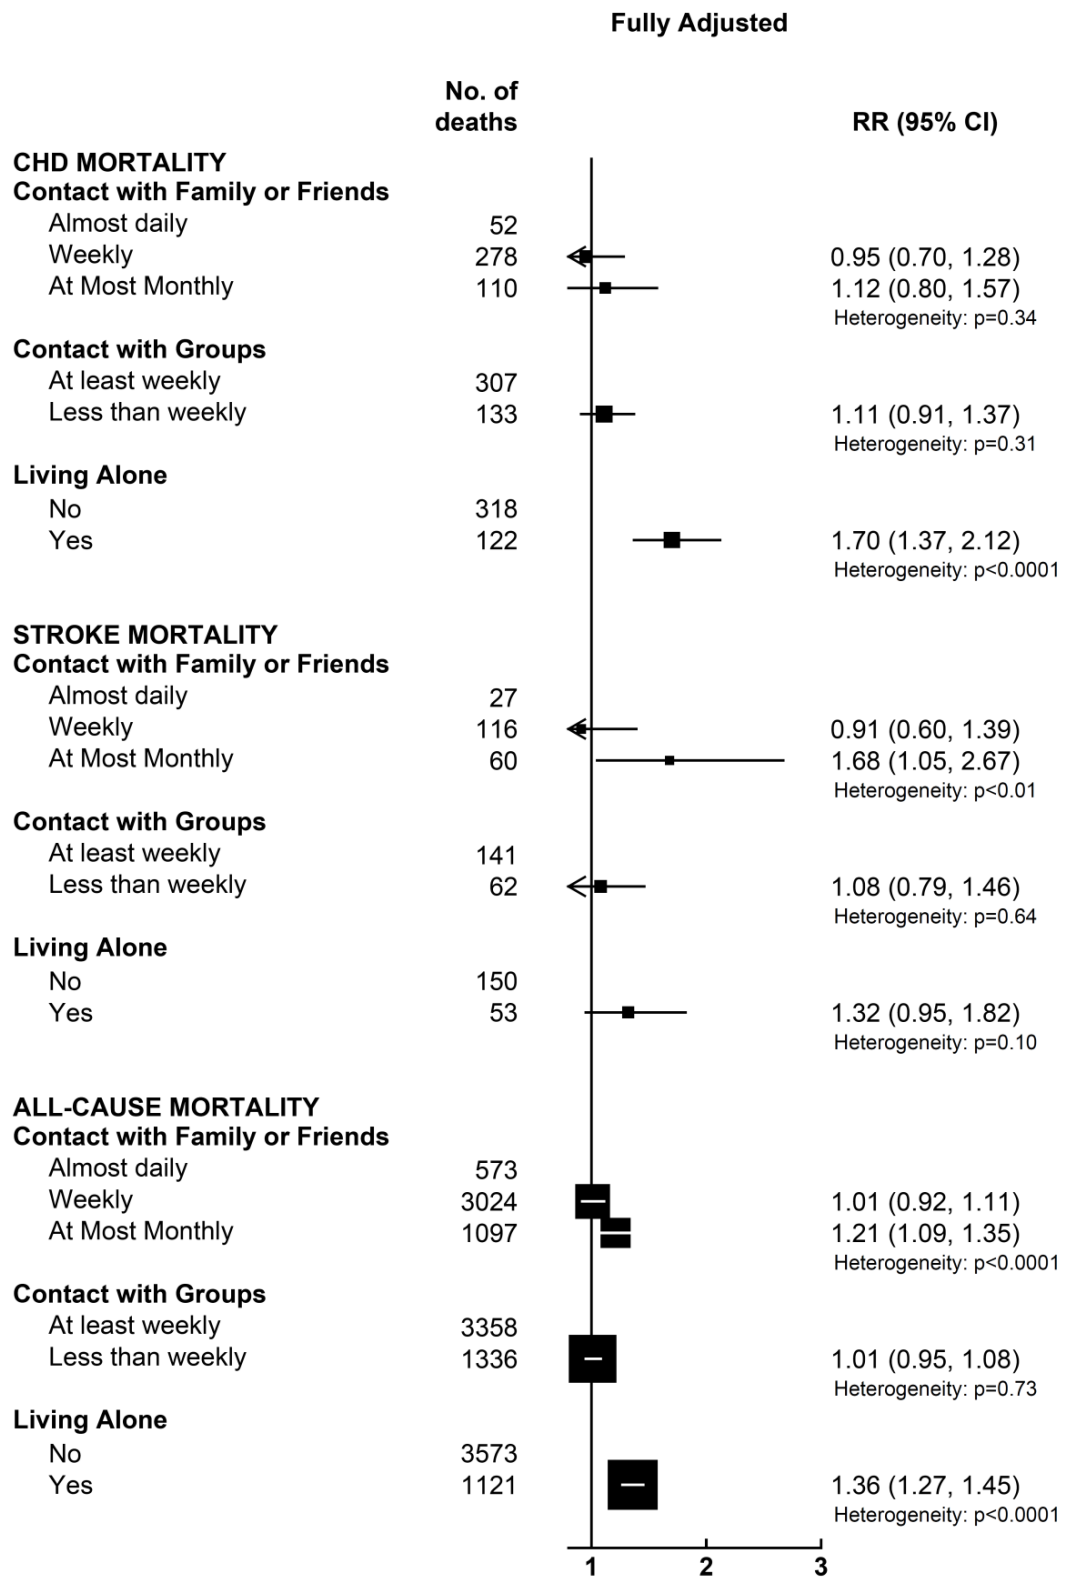 Fully Adjusted
No. of
deaths RR (95% CI)
CHD MORTALITY
Contact with Family or Friends
Almost daily 52
Weekly 278 0.95 (0.70, 1.28)
At Most Monthly 110 1.12 (0.80, 1.57)
Heterogeneity: p=0.34
Contact with Groups
At least weekly 307
Less than weekly 133 1.11 (0.91, 1.37)
Heterogeneity: p=0.31
Living Alone
No 318
Yes 122 1.70 (1.37, 2.12)
Heterogeneity: p<0.0001
STROKE MORTALITY
Contact with Family or Friends
Almost daily 27
Weekly 116 0.91 (0.60, 1.39)
At Most Monthly 60 1.68 (1.05, 2.67)
Heterogeneity: p<0.01
Contact with Groups
At least weekly 141
Less than weekly 62 1.08 (0.79, 1.46)
Heterogeneity: p=0.64
Living Alone
No 150
Yes 53 1.32 (0.95, 1.82)
Heterogeneity: p=0.10
ALL-CAUSE MORTALITY
Contact with Family or Friends
Almost daily 573
Weekly 3024 1.01 (0.92, 1.11)
At Most Monthly 1097 1.21 (1.09, 1.35)
Heterogeneity: p<0.0001
Contact with Groups
At least weekly 3358
Less than weekly 1336 1.01 (0.95, 1.08)
Heterogeneity: p=0.73
Living Alone
No 3573
Yes 1121 1.36 (1.27, 1.45)
Heterogeneity: p<0.0001
1 2 3